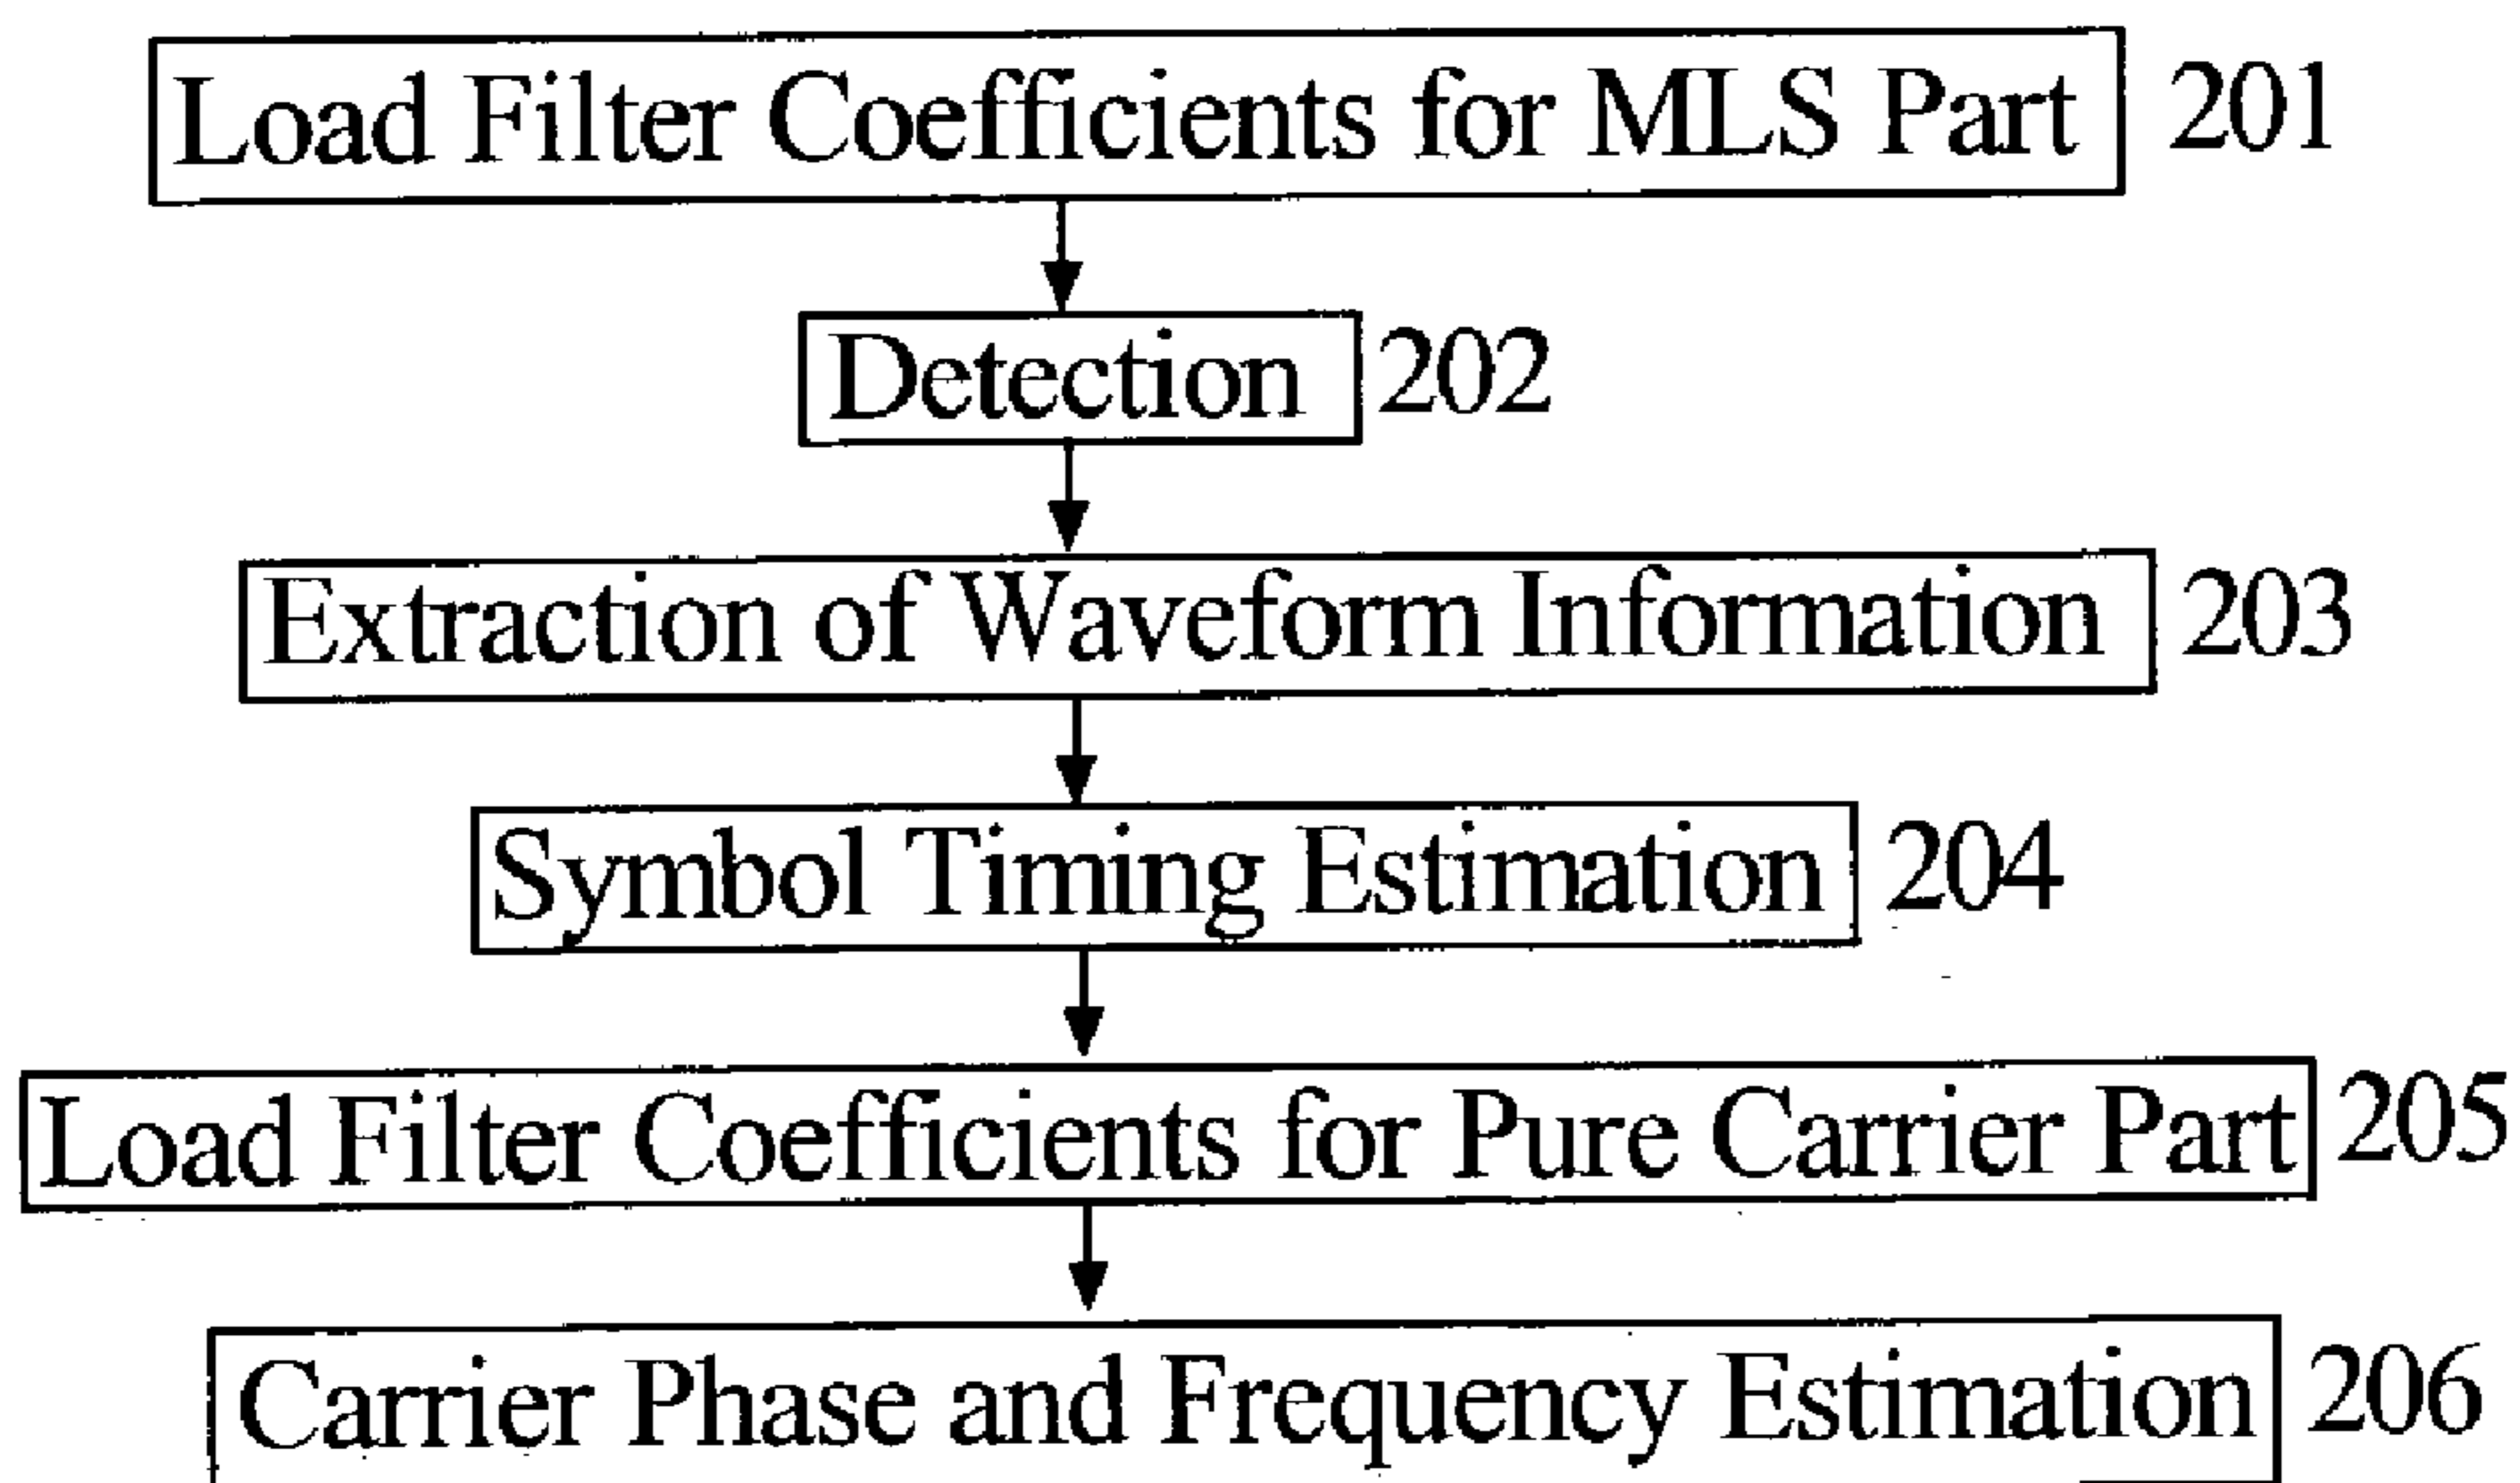 Load Filter Coefficients for MLS Part 201
Detection 202
Extraction of Waveform Information 203
Symbol Timing Estimation 204
Load Filter Coefficients for Pure Carrier Part 205
Carrier Phase and Frequency Estimation 206